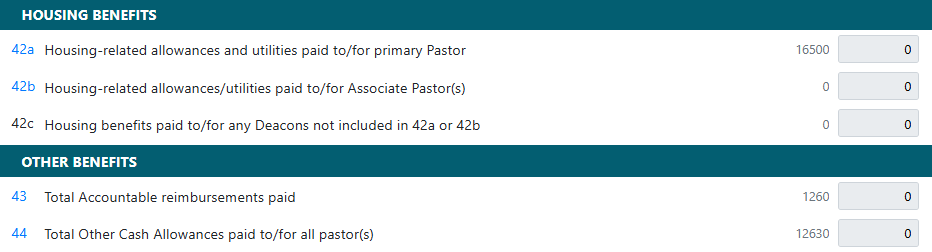 HOUSING BENEFITS
42a Housing-related allowances and utilities paid to/for primary Pastor 16500 0
42b Housing-related allowances/utilities paid to/for Associate Pastor(s) 0 0
42c Housing benefits paid to/for any Deacons not included in 42a or 42b 0 0
OTHER BENEFITS
43 Total Accountable reimbursements paid 1260 0
44 Total Other Cash Allowances paid to/for all pastor(s) 12630 0